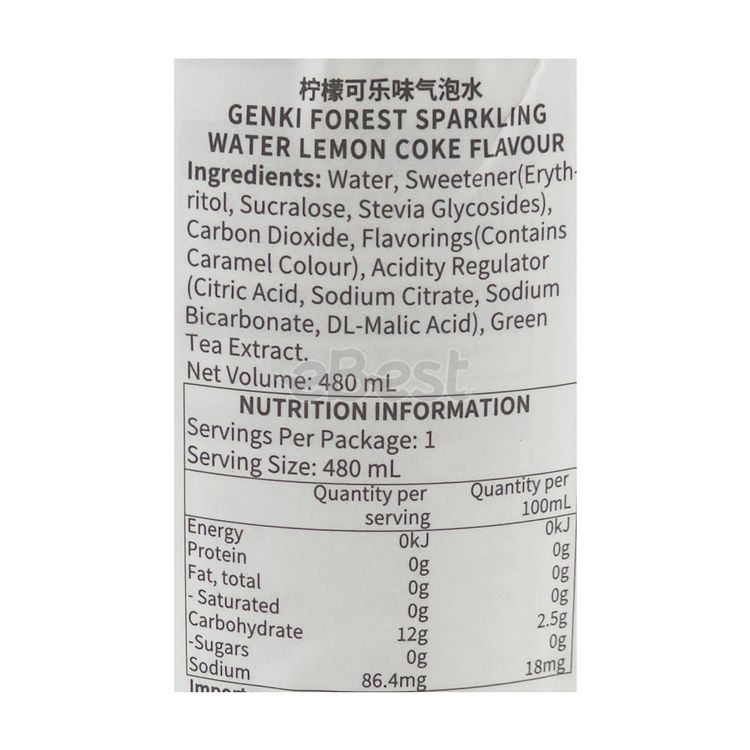 柠檬可乐味气泡水
GENKI FOREST SPARKLING
WATER LEMON COKE FLAVOUR
Ingredients: Water, Sweetener(Eryth-
ritol, Sucralose, Stevia Glycosides),
Carbon Dioxide, Flavorings(Contains
Caramel Colour), Acidity Regulator
(Citric Acid, Sodium Citrate, Sodium
Bicarbonate, DL-Malic Acid), Green
Tea Extract.
eBest
Net Volume: 480 mL
NUTRITION INFORMATION
Servings Per Package: 1
Serving Size: 480 mL
Quantity per serving Quantity per 100mL
Energy 0kJ 0kJ
Protein 0g 0g
Fat, total 0g 0g
- Saturated 0g 0g
Carbohydrate 12g 2.5g
-Sugars 0g 0g
Sodium 86.4mg 18mg